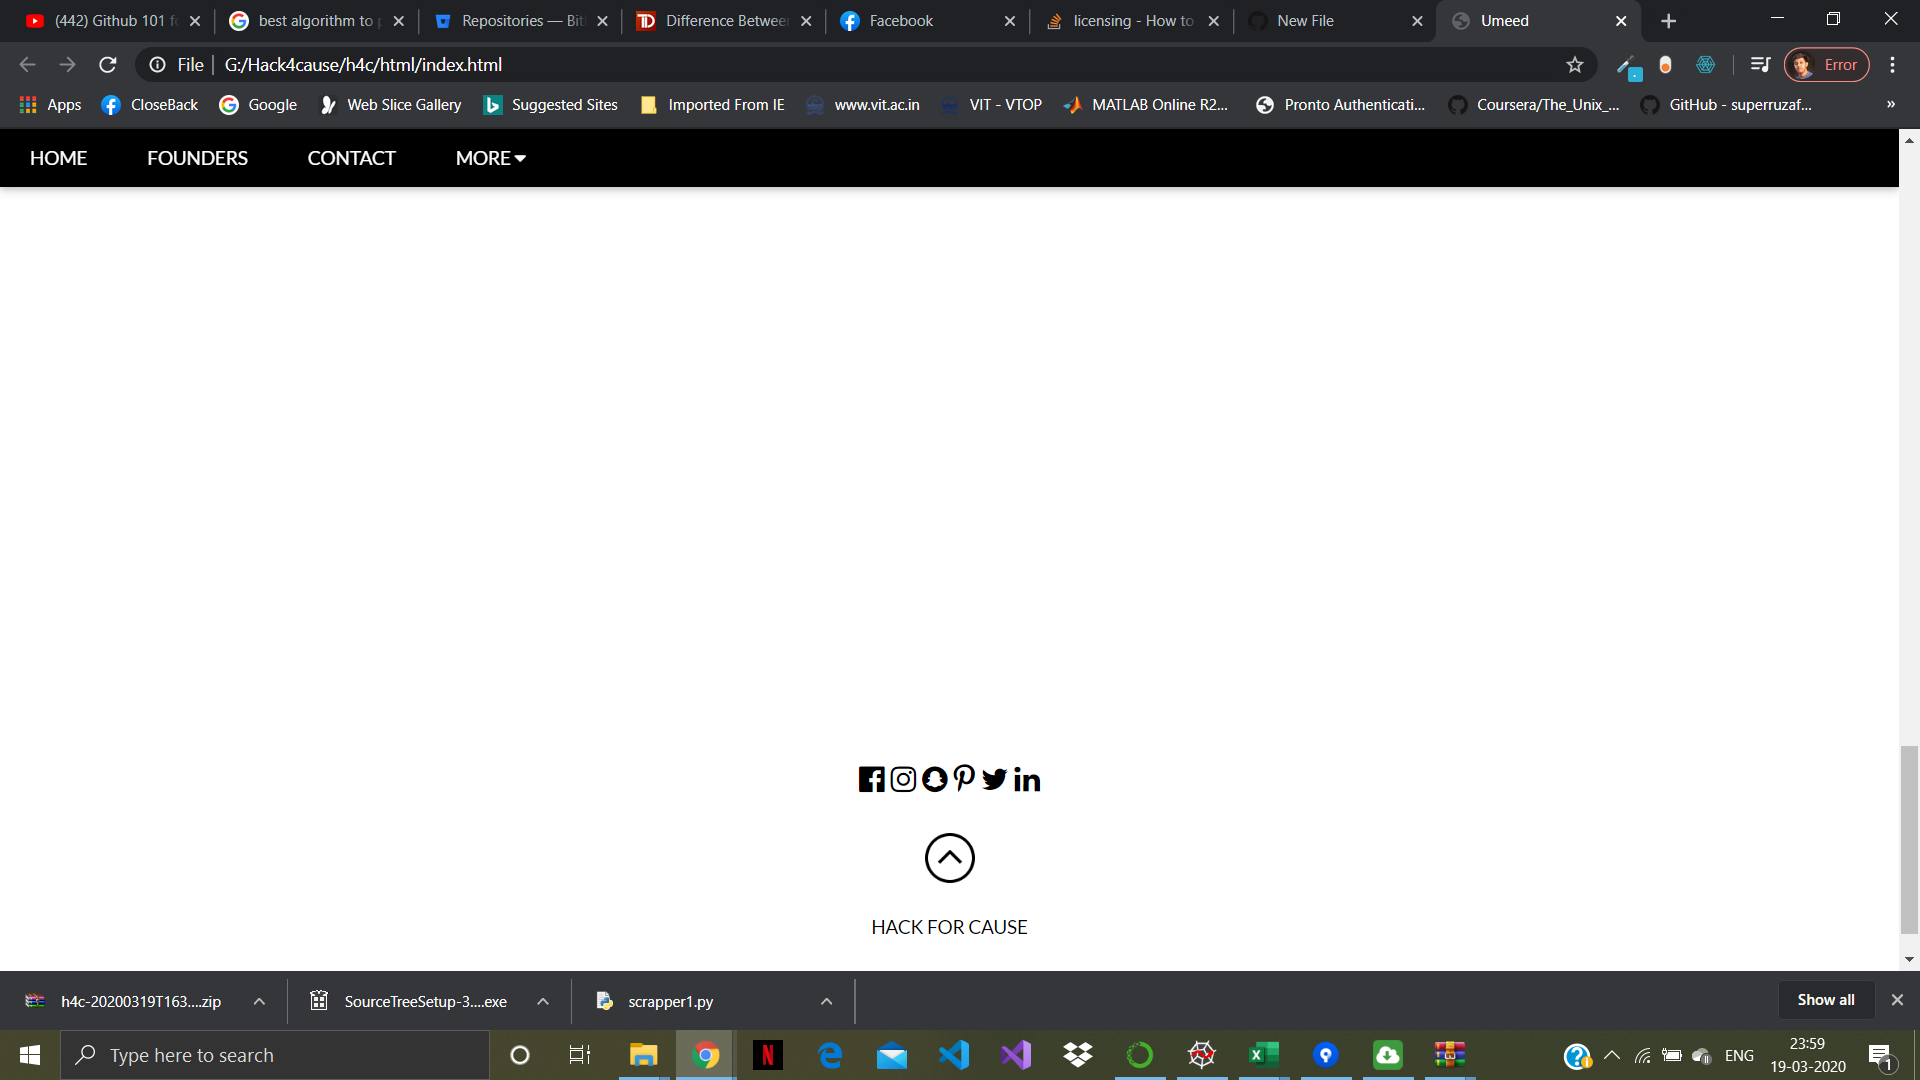 (442) Github 101 f
best algorithm to p
Repositories — Bit
Difference Between
Facebook
licensing - How to
New File
Umeed
File
G:/Hack4cause/h4c/html/index.html
Error
Apps
CloseBack
Google
Web Slice Gallery
Suggested Sites
Imported From IE
www.vit.ac.in
VIT - VTOP
MATLAB Online R2...
Pronto Authenticati...
Coursera/The_Unix_...
GitHub - superruzaf...
»
HOME
FOUNDERS
CONTACT
MORE
HACK FOR CAUSE
h4c-20200319T163....zip
SourceTreeSetup-3....exe
scrapper1.py
Show all
Type here to search
ENG
23:59
19-03-2020
1